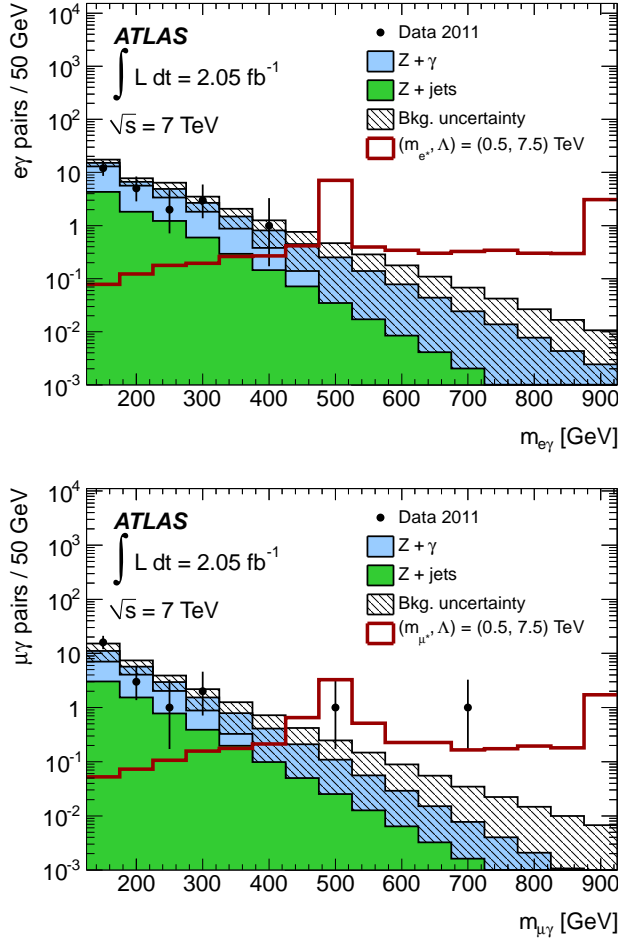 eγ pairs / 50 GeV
10⁴
10³
10²
10
1
10⁻¹
10⁻²
10⁻³
ATLAS
∫ L dt = 2.05 fb⁻¹
√s = 7 TeV
Data 2011
Z + γ
Z + jets
Bkg. uncertainty
(m_e*, Λ) = (0.5, 7.5) TeV
200 300 400 500 600 700 800 900
m_eγ [GeV]
μγ pairs / 50 GeV
10⁴
10³
10²
10
1
10⁻¹
10⁻²
10⁻³
ATLAS
∫ L dt = 2.05 fb⁻¹
√s = 7 TeV
Data 2011
Z + γ
Z + jets
Bkg. uncertainty
(m_μ*, Λ) = (0.5, 7.5) TeV
200 300 400 500 600 700 800 900
m_μγ [GeV]